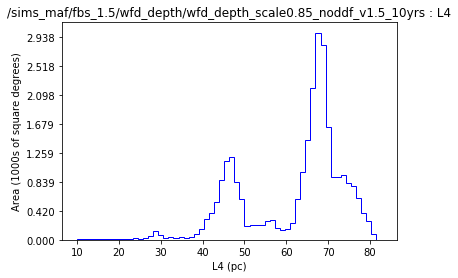 /sims_maf/fbs_1.5/wfd_depth/wfd_depth_scale0.85_noddf_v1.5_10yrs : L4
Area (1000s of square degrees)
2.938
2.518
2.098
1.679
1.259
0.839
0.420
0.000
10 20 30 40 50 60 70 80
L4 (pc)